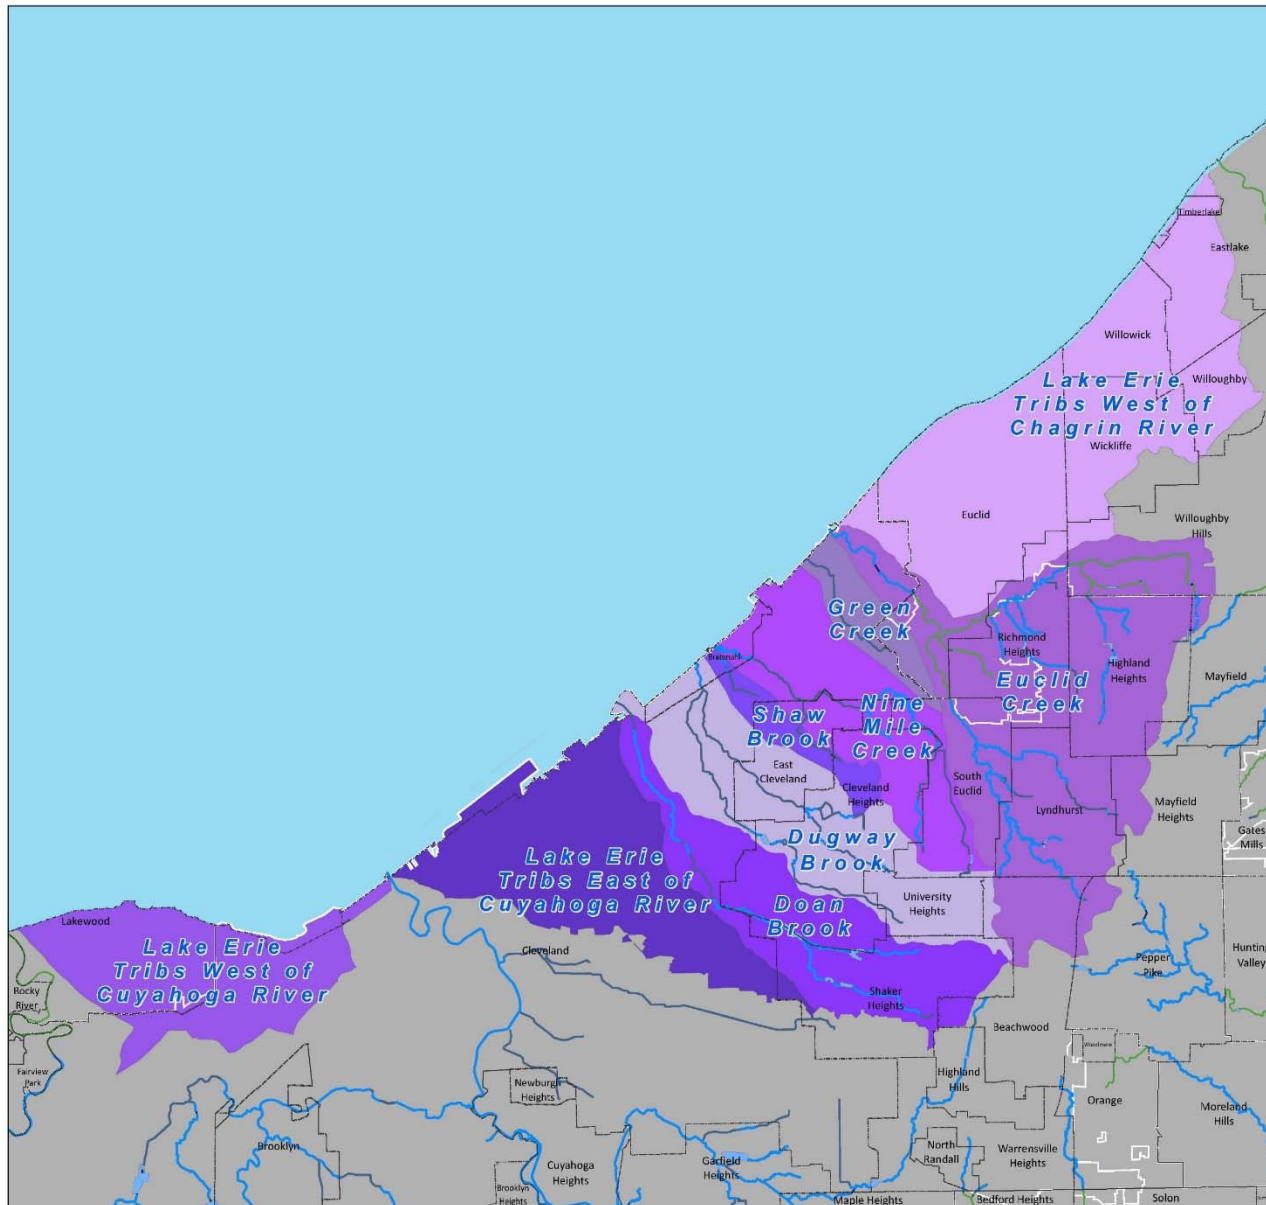 Timberlake
Eastlake
Willowick
Lake Erie
Tribs West of
Chagrin River
Willoughby
Wickliffe
Euclid
Willoughby
Hills
Green
Creek
Richmond
Heights
Highland
Heights
Mayfield
Euclid
Creek
Bratenahl
Shaw
Brook
Nine
Mile
Creek
East
Cleveland
Cleveland
Heights
South
Euclid
Lyndhurst
Mayfield
Heights
Gates
Mills
Dugway
Brook
Lake Erie
Tribs East of
Cuyahoga River
University
Heights
Doan
Brook
Lakewood
Lake Erie
Tribs West of
Cuyahoga River
Cleveland
Pepper
Pike
Hunting
Valley
Rocky
River
Shaker
Heights
Beachwood
Woodmere
Fairview
Park
Newburgh
Heights
Highland
Hills
Orange
Moreland
Hills
Brooklyn
Cuyahoga
Heights
Garfield
Heights
North
Randall
Warrensville
Heights
Brooklyn
Heights
Maple Heights
Bedford Heights
Solon